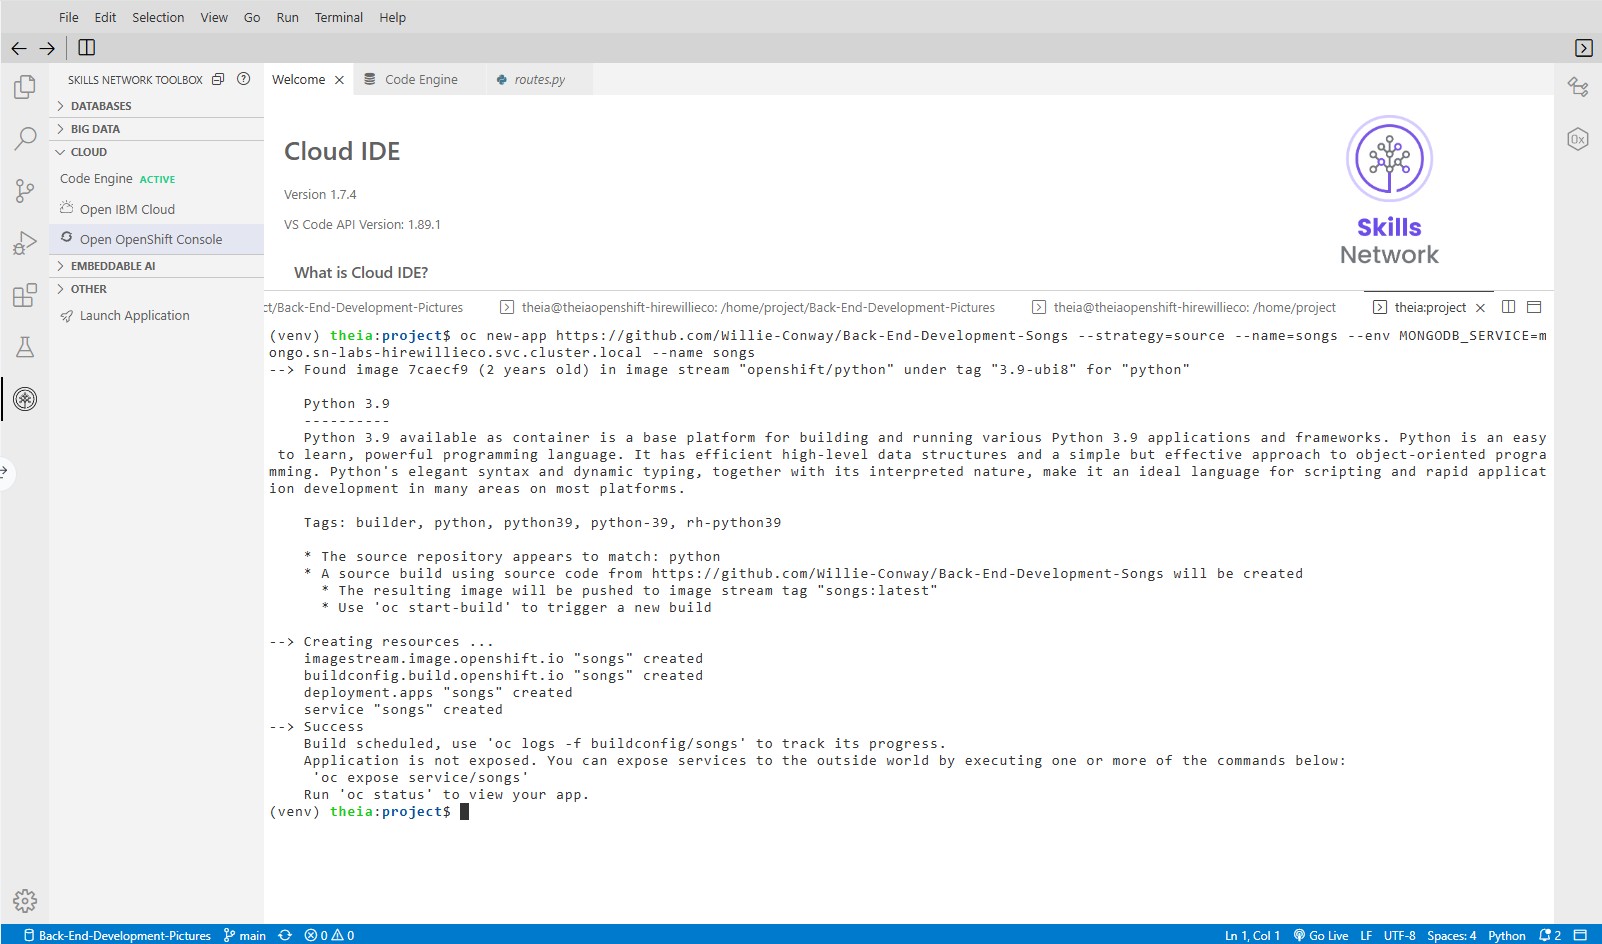 File Edit Selection View Go Run Terminal Help
SKILLS NETWORK TOOLBOX
Welcome
Code Engine
routes.py
DATABASES
BIG DATA
CLOUD
Code Engine ACTIVE
Open IBM Cloud
Open OpenShift Console
EMBEDDABLE AI
OTHER
Launch Application
Cloud IDE
Version 1.7.4
VS Code API Version: 1.89.1
What is Cloud IDE?
Skills
Network
0x
ct/Back-End-Development-Pictures
theia@theiaopenshift-hirewillieco: /home/project/Back-End-Development-Pictures
theia@theiaopenshift-hirewillieco: /home/project
theia:project
(venv) theia:project$ oc new-app https://github.com/Willie-Conway/Back-End-Development-Songs --strategy=source --name=songs --env MONGODB_SERVICE=m
ongo.sn-labs-hirewillieco.svc.cluster.local --name songs
--> Found image 7caecf9 (2 years old) in image stream "openshift/python" under tag "3.9-ubi8" for "python"
Python 3.9
----------
Python 3.9 available as container is a base platform for building and running various Python 3.9 applications and frameworks. Python is an easy
to learn, powerful programming language. It has efficient high-level data structures and a simple but effective approach to object-oriented progra
mming. Python's elegant syntax and dynamic typing, together with its interpreted nature, make it an ideal language for scripting and rapid applicat
ion development in many areas on most platforms.
Tags: builder, python, python39, python-39, rh-python39
* The source repository appears to match: python
* A source build using source code from https://github.com/Willie-Conway/Back-End-Development-Songs will be created
* The resulting image will be pushed to image stream tag "songs:latest"
* Use 'oc start-build' to trigger a new build
--> Creating resources ...
imagestream.image.openshift.io "songs" created
buildconfig.build.openshift.io "songs" created
deployment.apps "songs" created
service "songs" created
--> Success
Build scheduled, use 'oc logs -f buildconfig/songs' to track its progress.
Application is not exposed. You can expose services to the outside world by executing one or more of the commands below:
'oc expose service/songs'
Run 'oc status' to view your app.
(venv) theia:project$
Back-End-Development-Pictures main 0 0 Ln 1, Col 1 Go Live LF UTF-8 Spaces: 4 Python 2